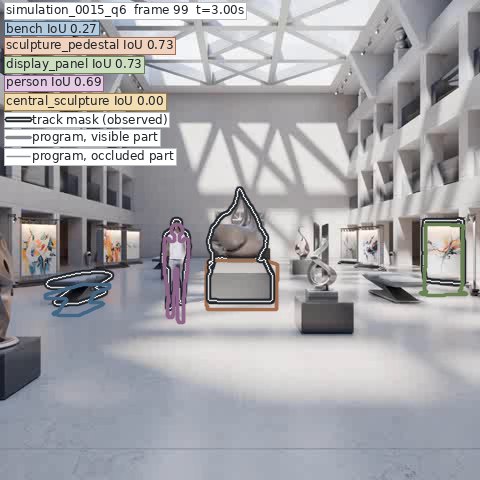 simulation_0015_q6  frame 99  t=3.00s
bench IoU 0.27
sculpture_pedestal IoU 0.73
display_panel IoU 0.73
person IoU 0.69
central_sculpture IoU 0.00
track mask (observed)
program, visible part
program, occluded part